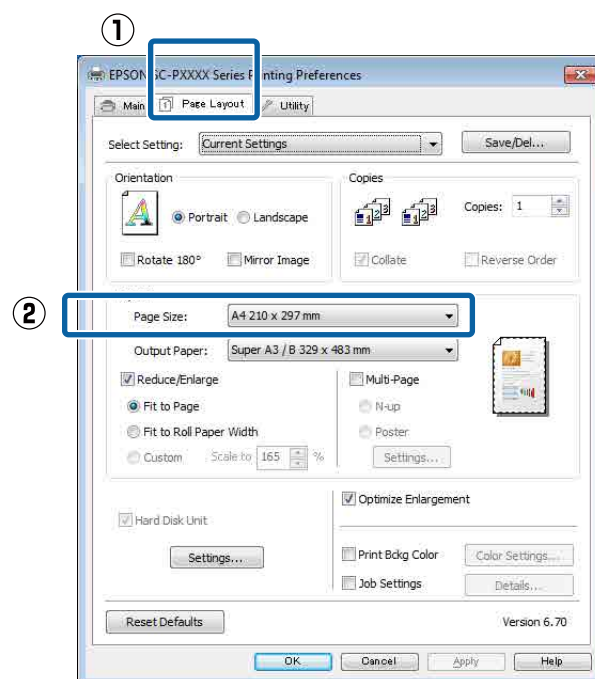 ①
EPSON SC-PXXXX Series Printing Preferences
Main Page Layout Utility
Select Setting: Current Settings Save/Del...
Orientation Copies
Portrait Landscape Copies: 1
Rotate 180° Mirror Image Collate Reverse Order
②
Page Size: A4 210 x 297 mm
Output Paper: Super A3 / B 329 x 483 mm
Reduce/Enlarge Multi-Page
Fit to Page N-up
Fit to Roll Paper Width Poster
Custom Scale to 165 % Settings...
Optimize Enlargement
Hard Disk Unit
Settings... Print Bckg Color Color Settings...
Job Settings Details...
Reset Defaults Version 6.70
OK Cancel Apply Help